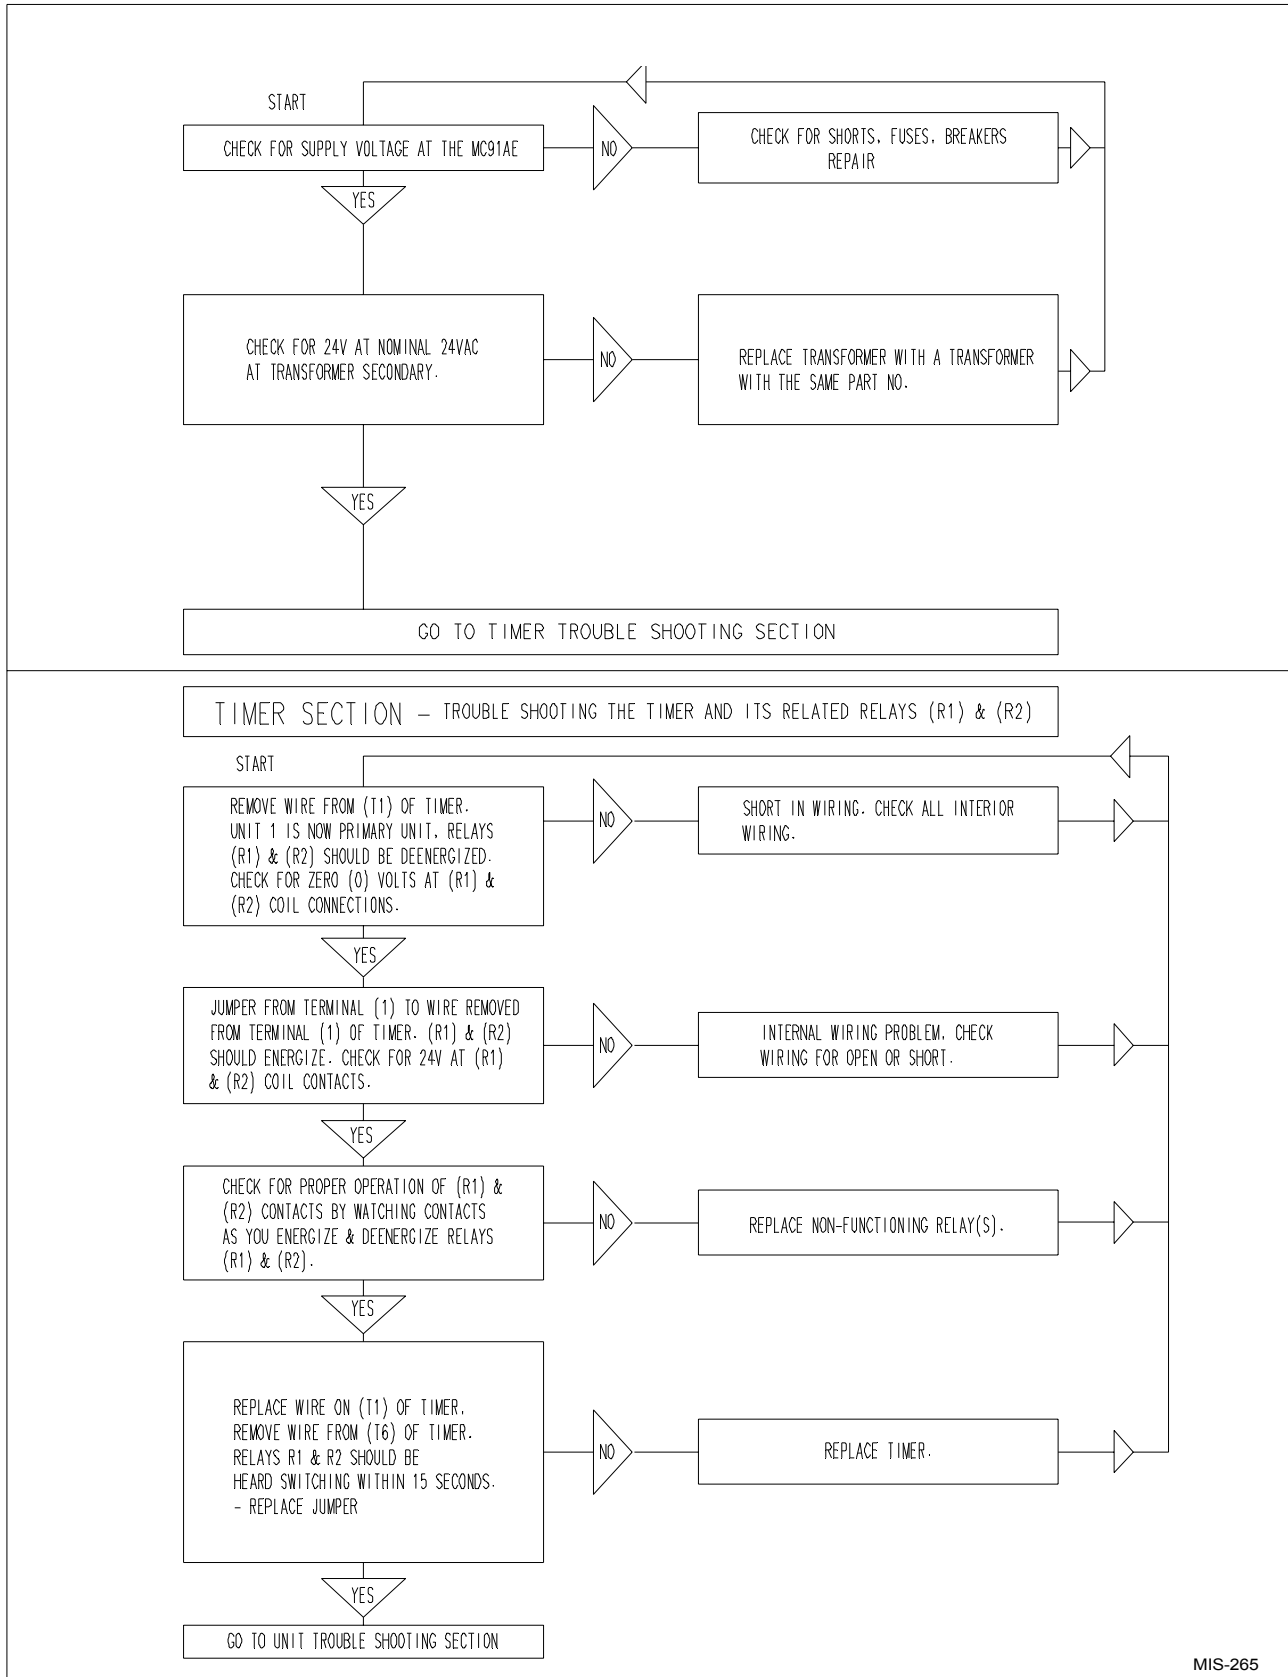 START
CHECK FOR SUPPLY VOLTAGE AT THE MC91AE
NO
CHECK FOR SHORTS, FUSES, BREAKERS
REPAIR
YES
CHECK FOR 24V AT NOMINAL 24VAC
AT TRANSFORMER SECONDARY.
NO
REPLACE TRANSFORMER WITH A TRANSFORMER
WITH THE SAME PART NO.
YES
GO TO TIMER TROUBLE SHOOTING SECTION
TIMER SECTION – TROUBLE SHOOTING THE TIMER AND ITS RELATED RELAYS (R1) & (R2)
START
REMOVE WIRE FROM (T1) OF TIMER.
UNIT 1 IS NOW PRIMARY UNIT, RELAYS
(R1) & (R2) SHOULD BE DEENERGIZED.
CHECK FOR ZERO (0) VOLTS AT (R1) &
(R2) COIL CONNECTIONS.
NO
SHORT IN WIRING. CHECK ALL INTERIOR
WIRING.
YES
JUMPER FROM TERMINAL (1) TO WIRE REMOVED
FROM TERMINAL (1) OF TIMER. (R1) & (R2)
SHOULD ENERGIZE. CHECK FOR 24V AT (R1)
& (R2) COIL CONTACTS.
NO
INTERNAL WIRING PROBLEM, CHECK
WIRING FOR OPEN OR SHORT.
YES
CHECK FOR PROPER OPERATION OF (R1) &
(R2) CONTACTS BY WATCHING CONTACTS
AS YOU ENERGIZE & DEENERGIZE RELAYS
(R1) & (R2).
NO
REPLACE NON-FUNCTIONING RELAY(S).
YES
REPLACE WIRE ON (T1) OF TIMER,
REMOVE WIRE FROM (T6) OF TIMER.
RELAYS R1 & R2 SHOULD BE
HEARD SWITCHING WITHIN 15 SECONDS.
- REPLACE JUMPER
NO
REPLACE TIMER.
YES
GO TO UNIT TROUBLE SHOOTING SECTION
MIS-265